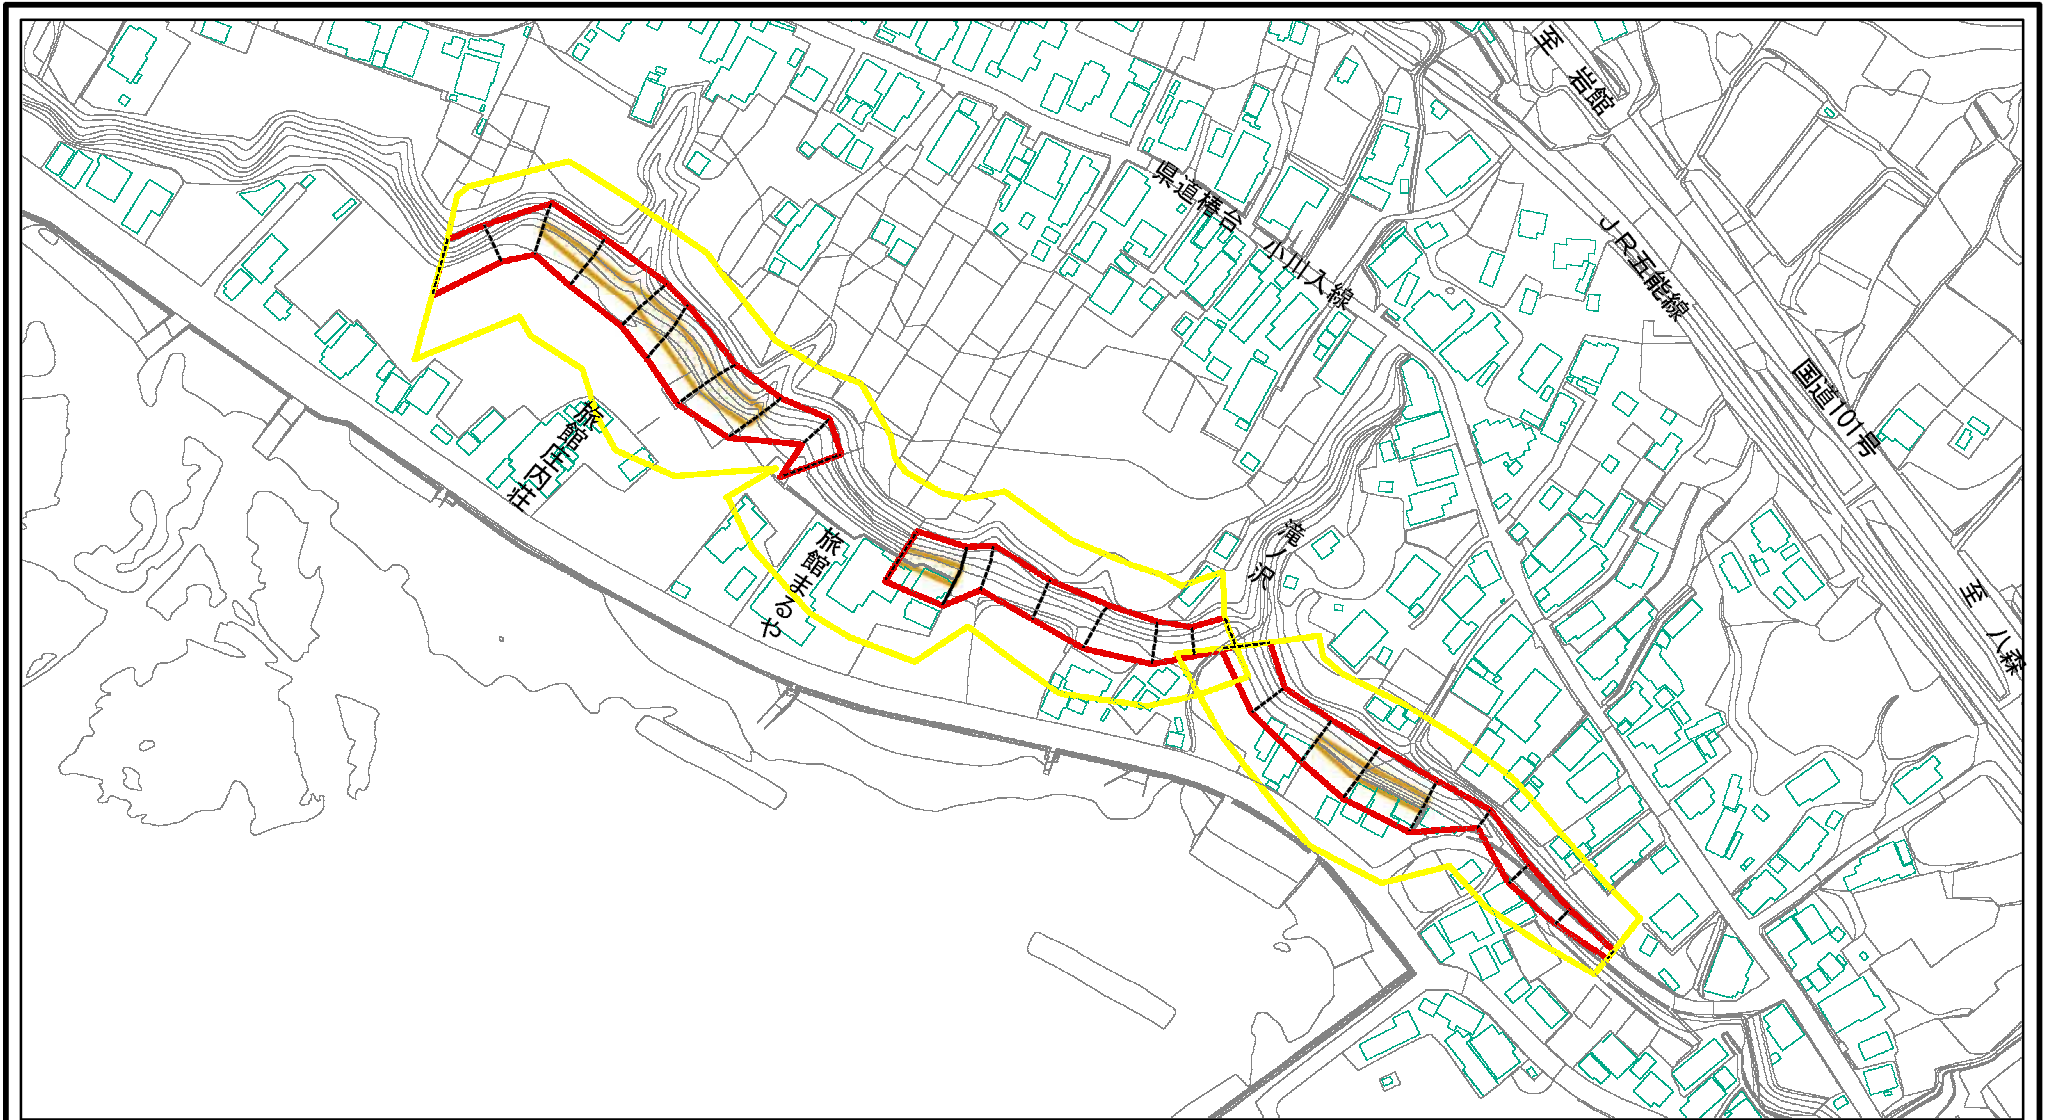 至　岩館
県道椿台　小川入線
ＪＲ五能線
国道101号
旅館庄内荘
旅館まるや
滝ノ沢
至　八森